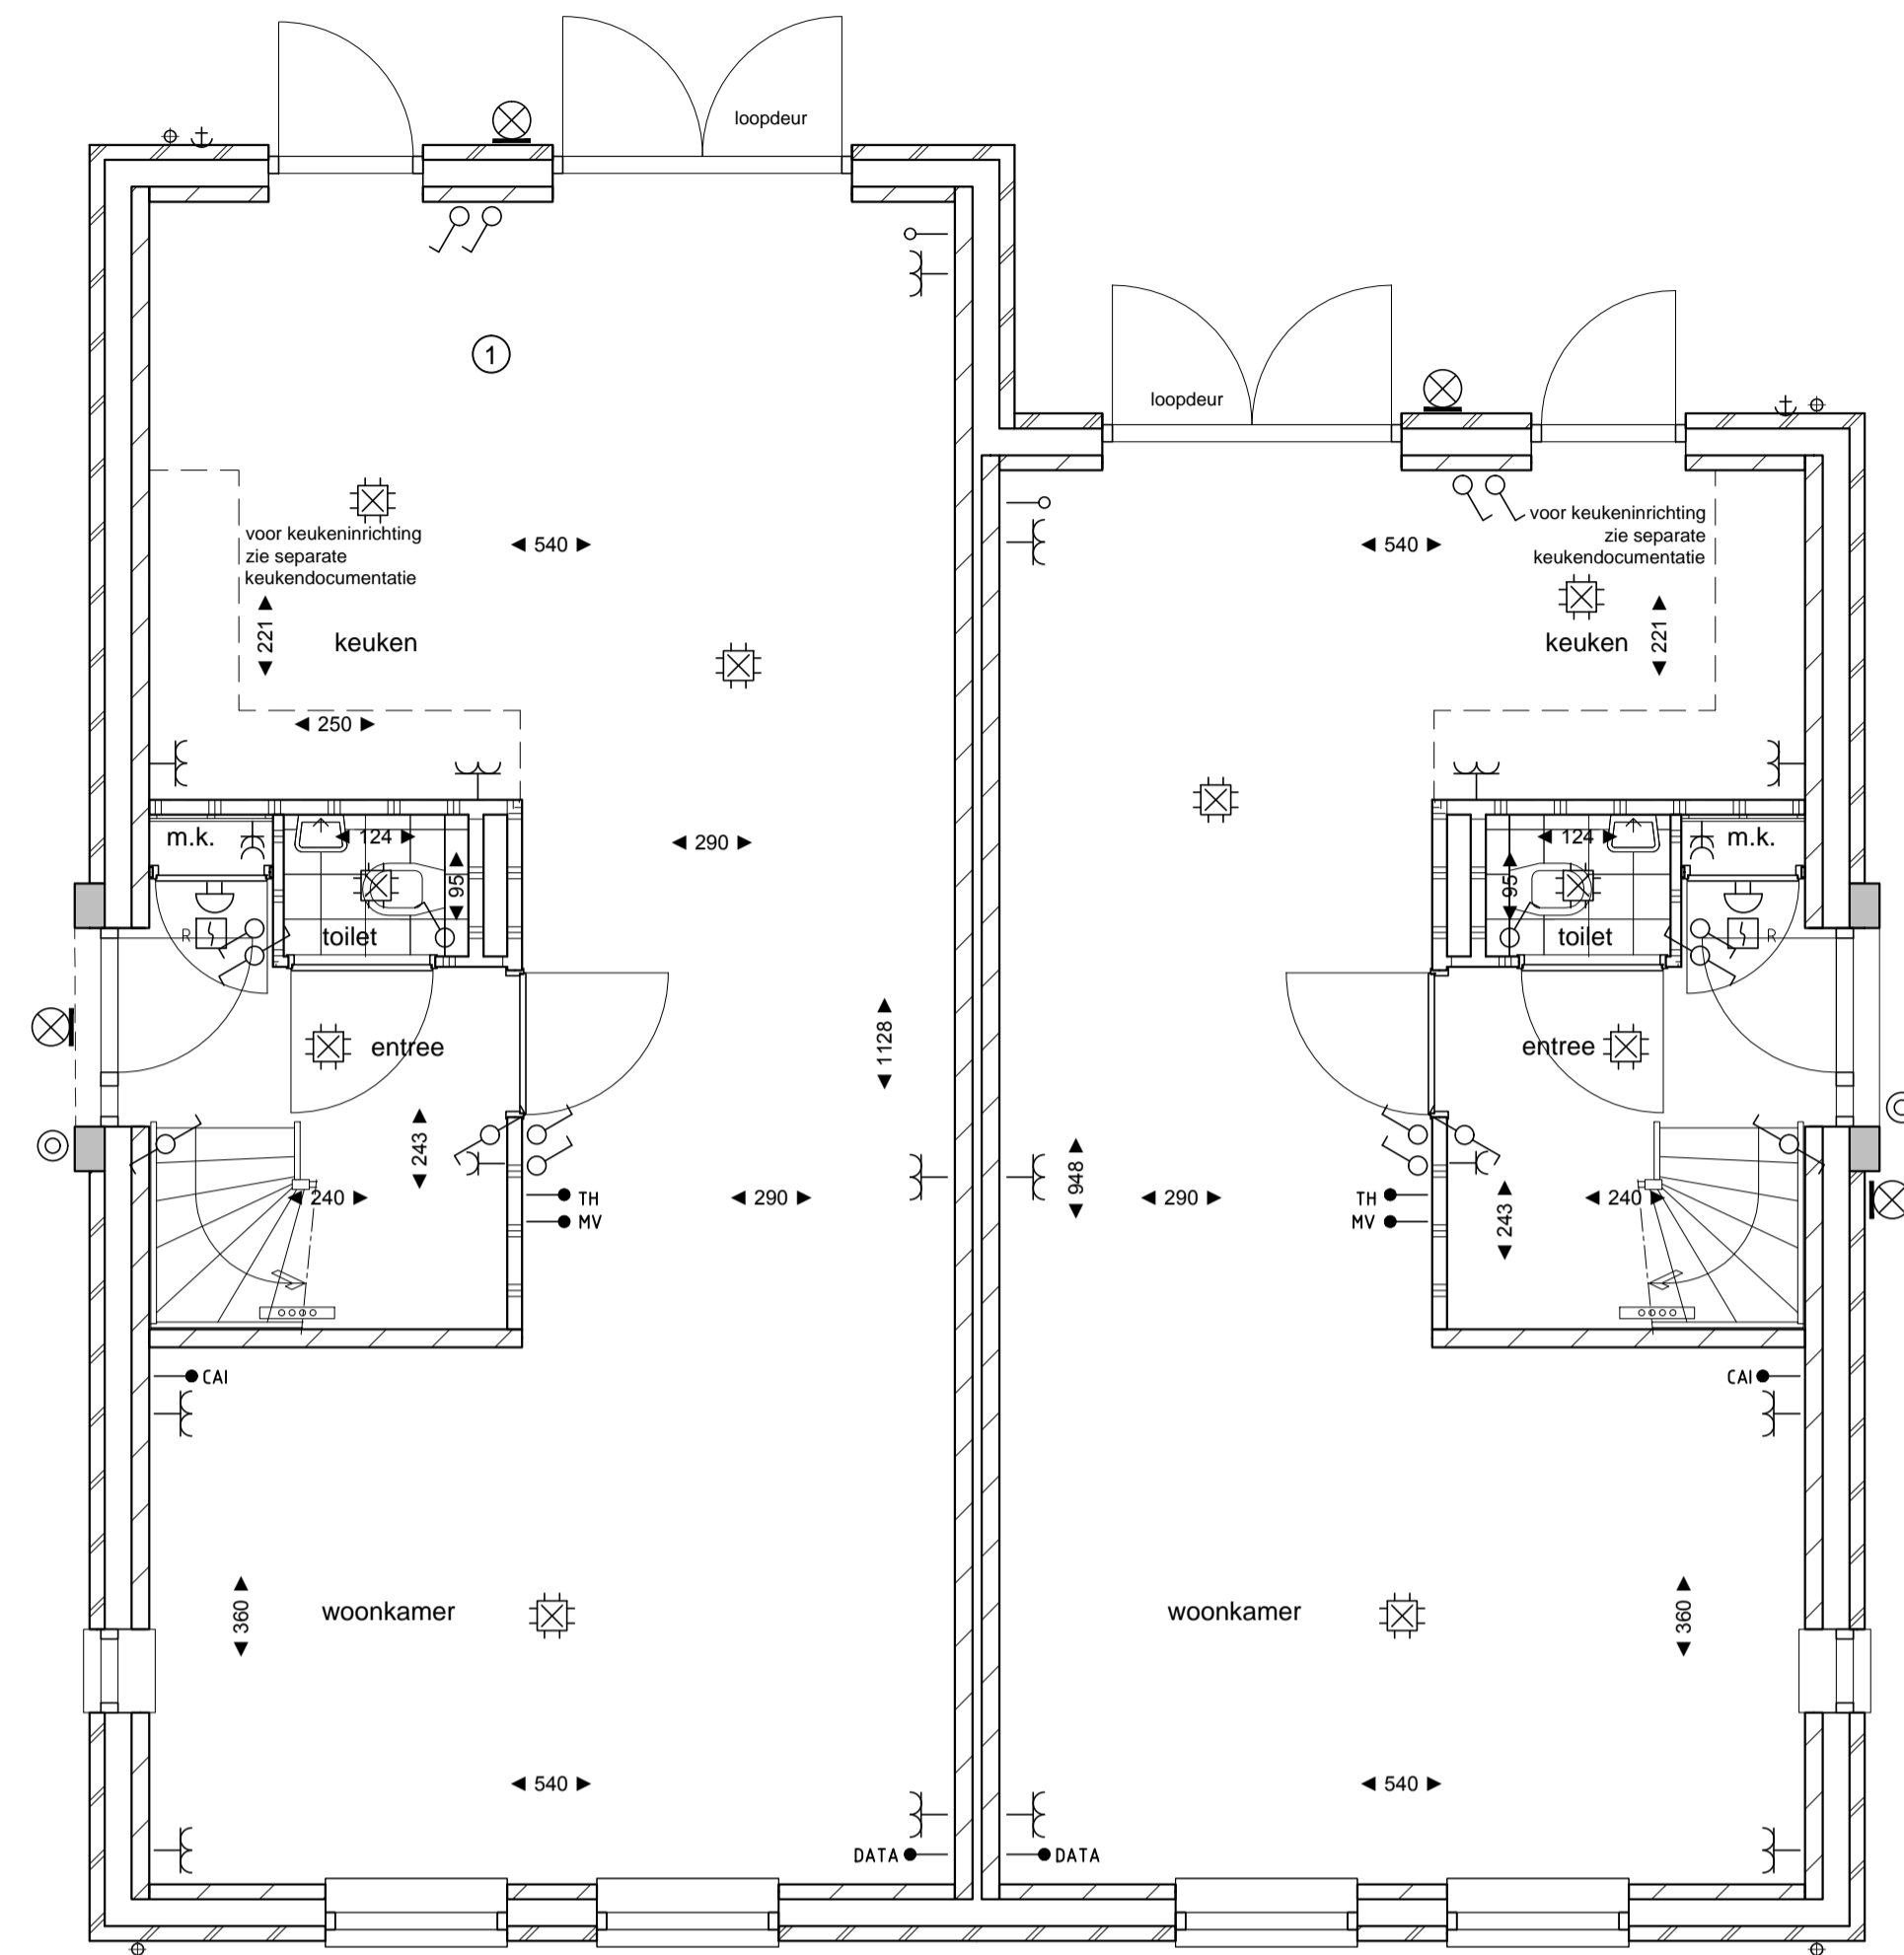 loopdeur
1
loopdeur
voor keukeninrichting
zie separate
keukendocumentatie
540
540
voor keukeninrichting
zie separate
keukendocumentatie
221
keuken
keuken
221
250
m.k.
124
290
124
m.k.
95
95
R
toilet
toilet
R
entree
1128
entree
243
948
240
TH
MV
290
290
TH
MV
243
240
CAI
CAI
360
woonkamer
woonkamer
360
540
540
DATA
DATA